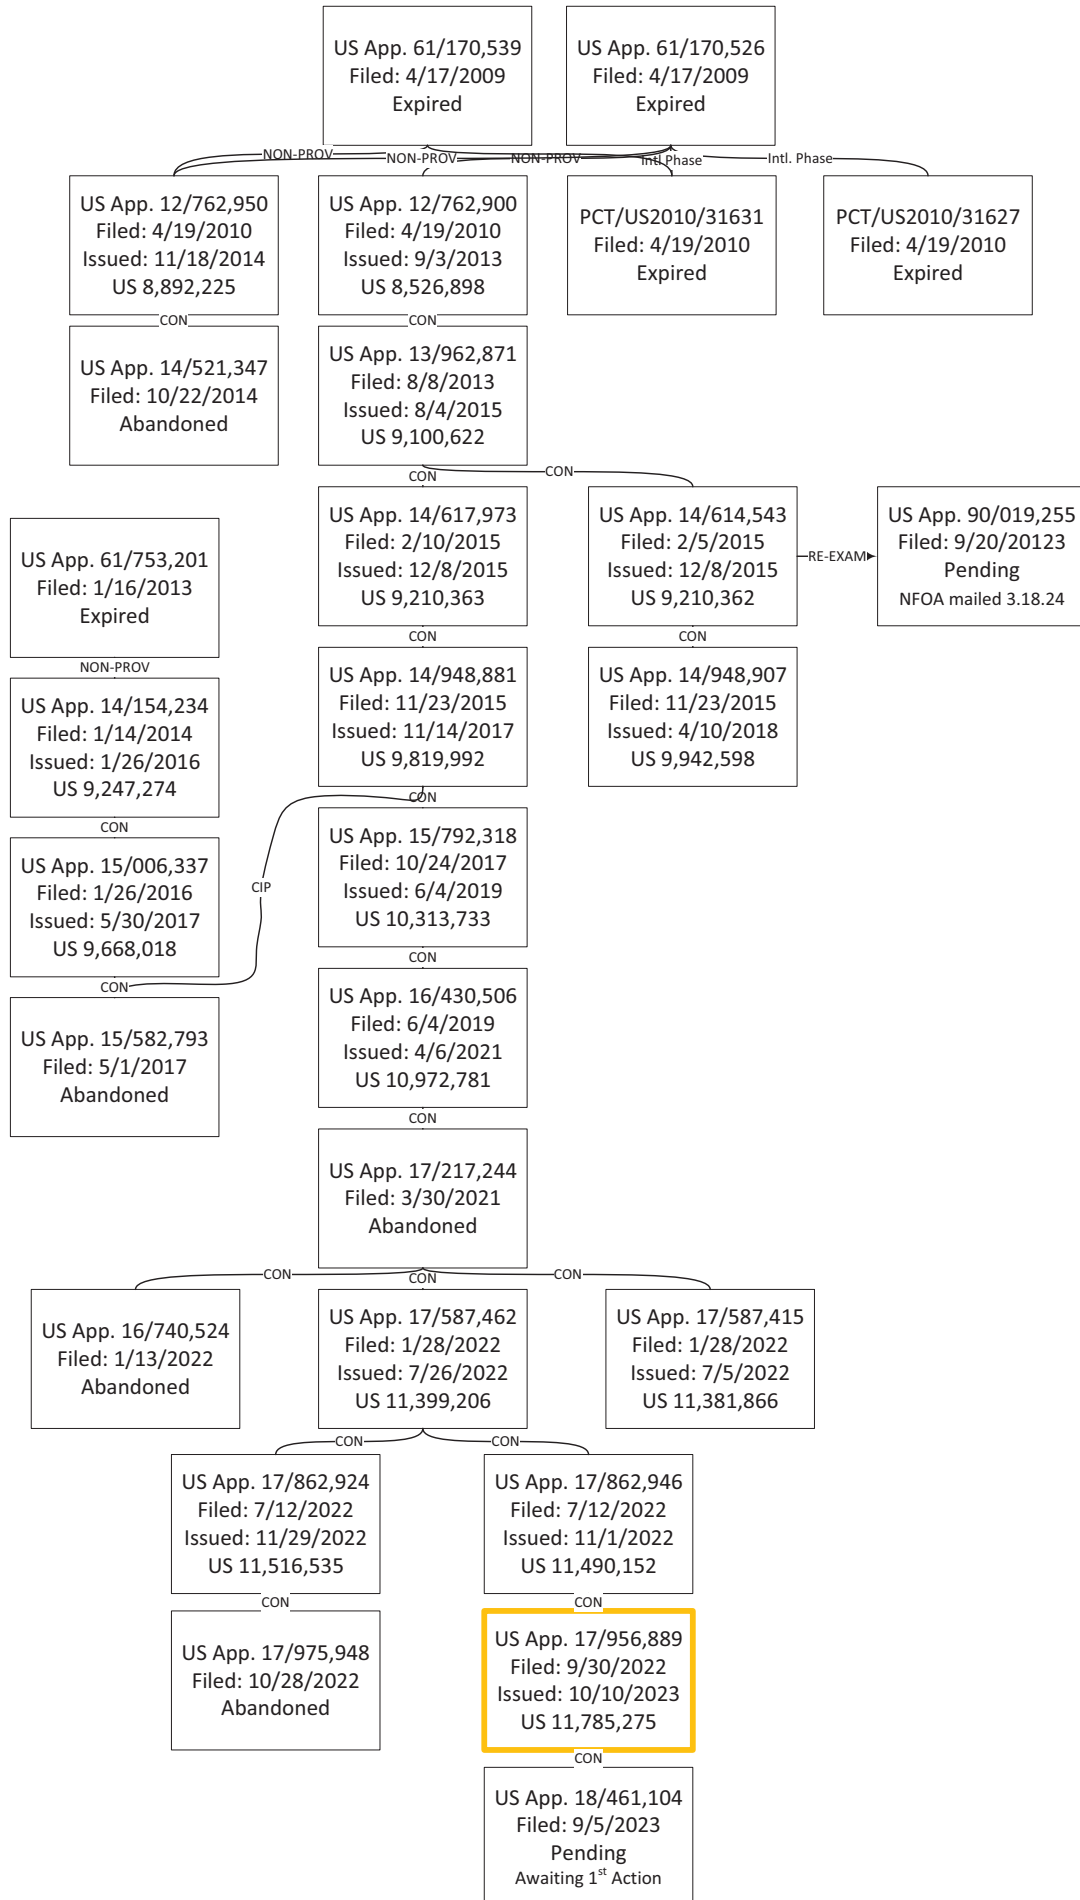 US App. 61/170,539
Filed: 4/17/2009
Expired
US App. 61/170,526
Filed: 4/17/2009
Expired
NON-PROV
NON-PROV
NON-PROV
Intl Phase
Intl. Phase
US App. 12/762,950
Filed: 4/19/2010
Issued: 11/18/2014
US 8,892,225
US App. 12/762,900
Filed: 4/19/2010
Issued: 9/3/2013
US 8,526,898
PCT/US2010/31631
Filed: 4/19/2010
Expired
PCT/US2010/31627
Filed: 4/19/2010
Expired
CON
CON
US App. 14/521,347
Filed: 10/22/2014
Abandoned
US App. 13/962,871
Filed: 8/8/2013
Issued: 8/4/2015
US 9,100,622
CON
CON
US App. 14/617,973
Filed: 2/10/2015
Issued: 12/8/2015
US 9,210,363
US App. 14/614,543
Filed: 2/5/2015
Issued: 12/8/2015
US 9,210,362
RE-EXAM
US App. 90/019,255
Filed: 9/20/20123
Pending
NFOA mailed 3.18.24
US App. 61/753,201
Filed: 1/16/2013
Expired
CON
CON
NON-PROV
US App. 14/154,234
Filed: 1/14/2014
Issued: 1/26/2016
US 9,247,274
US App. 14/948,881
Filed: 11/23/2015
Issued: 11/14/2017
US 9,819,992
US App. 14/948,907
Filed: 11/23/2015
Issued: 4/10/2018
US 9,942,598
CON
CON
US App. 15/006,337
Filed: 1/26/2016
Issued: 5/30/2017
US 9,668,018
CIP
US App. 15/792,318
Filed: 10/24/2017
Issued: 6/4/2019
US 10,313,733
CON
CON
US App. 15/582,793
Filed: 5/1/2017
Abandoned
US App. 16/430,506
Filed: 6/4/2019
Issued: 4/6/2021
US 10,972,781
CON
US App. 17/217,244
Filed: 3/30/2021
Abandoned
CON
CON
CON
US App. 16/740,524
Filed: 1/13/2022
Abandoned
US App. 17/587,462
Filed: 1/28/2022
Issued: 7/26/2022
US 11,399,206
US App. 17/587,415
Filed: 1/28/2022
Issued: 7/5/2022
US 11,381,866
CON
CON
US App. 17/862,924
Filed: 7/12/2022
Issued: 11/29/2022
US 11,516,535
US App. 17/862,946
Filed: 7/12/2022
Issued: 11/1/2022
US 11,490,152
CON
CON
US App. 17/975,948
Filed: 10/28/2022
Abandoned
US App. 17/956,889
Filed: 9/30/2022
Issued: 10/10/2023
US 11,785,275
CON
US App. 18/461,104
Filed: 9/5/2023
Pending
Awaiting 1st Action